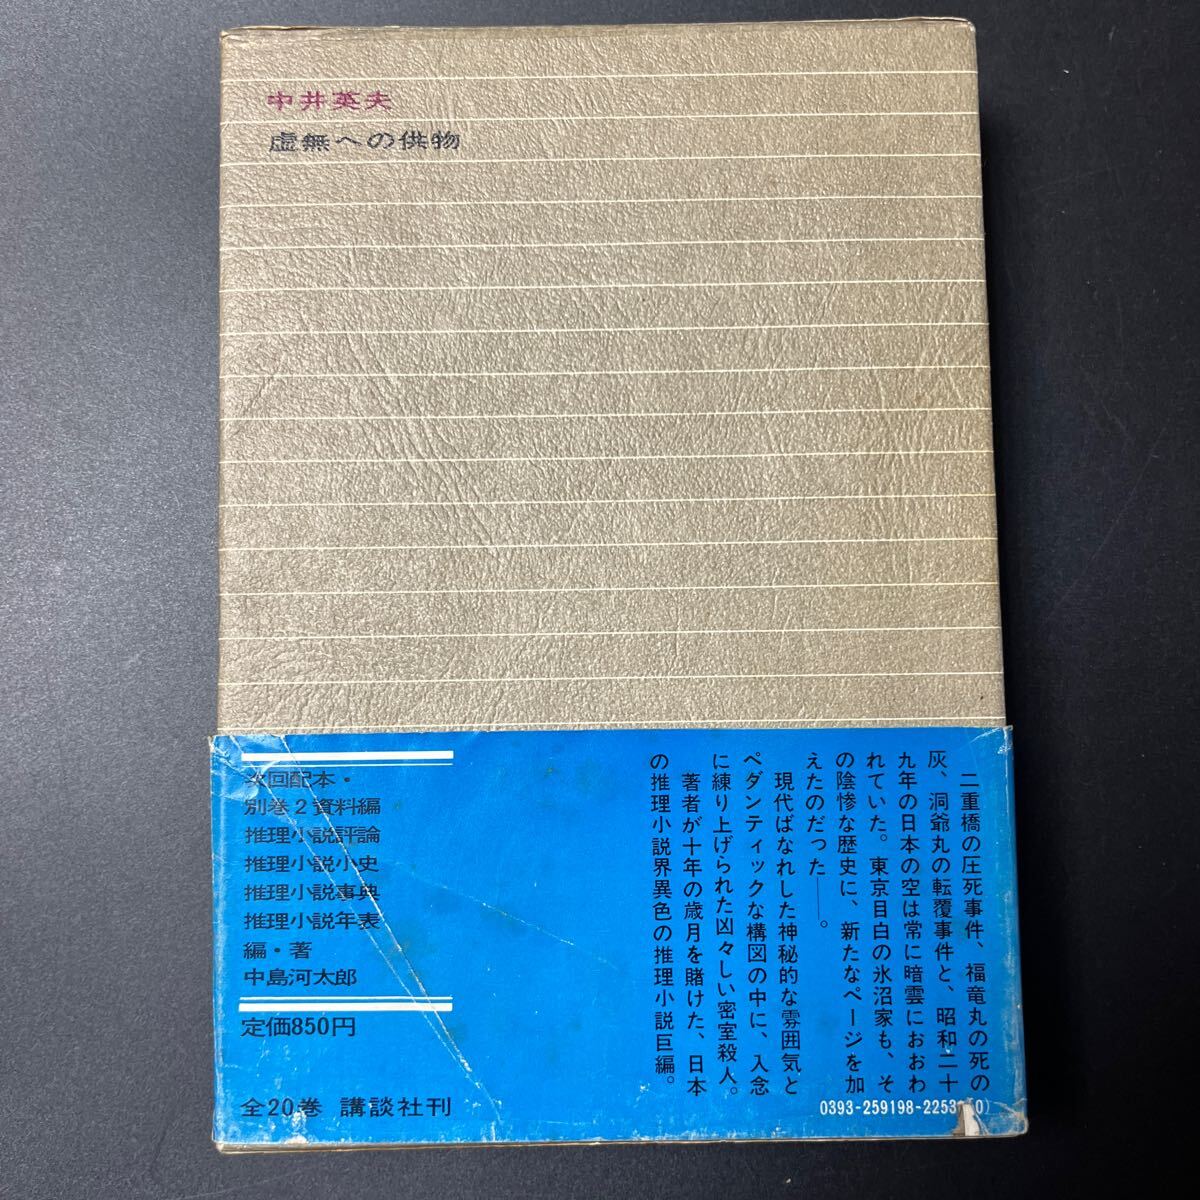 中井英夫
虚無への供物
二重橋の圧死事件、福竜丸の死の
灰、洞爺丸の転覆事件と、昭和二十
九年の日本の空は常に暗雲におおわ
れていた。東京目白の氷沼家も、そ
の陰惨な歴史に、新たなページを加
えたのだった――。
現代ばなれした神秘的な雰囲気と
ペダンティックな構図の中に、入念
に練り上げられた凶々しい密室殺人。
著者が十年の歳月を賭けた、日本
の推理小説界異色の推理小説巨編。
次回配本・
別巻2資料編
推理小説評論
推理小説小史
推理小説事典
推理小説年表
編・著
中島河太郎
定価850円
全20巻 講談社刊
0393-259198-2253